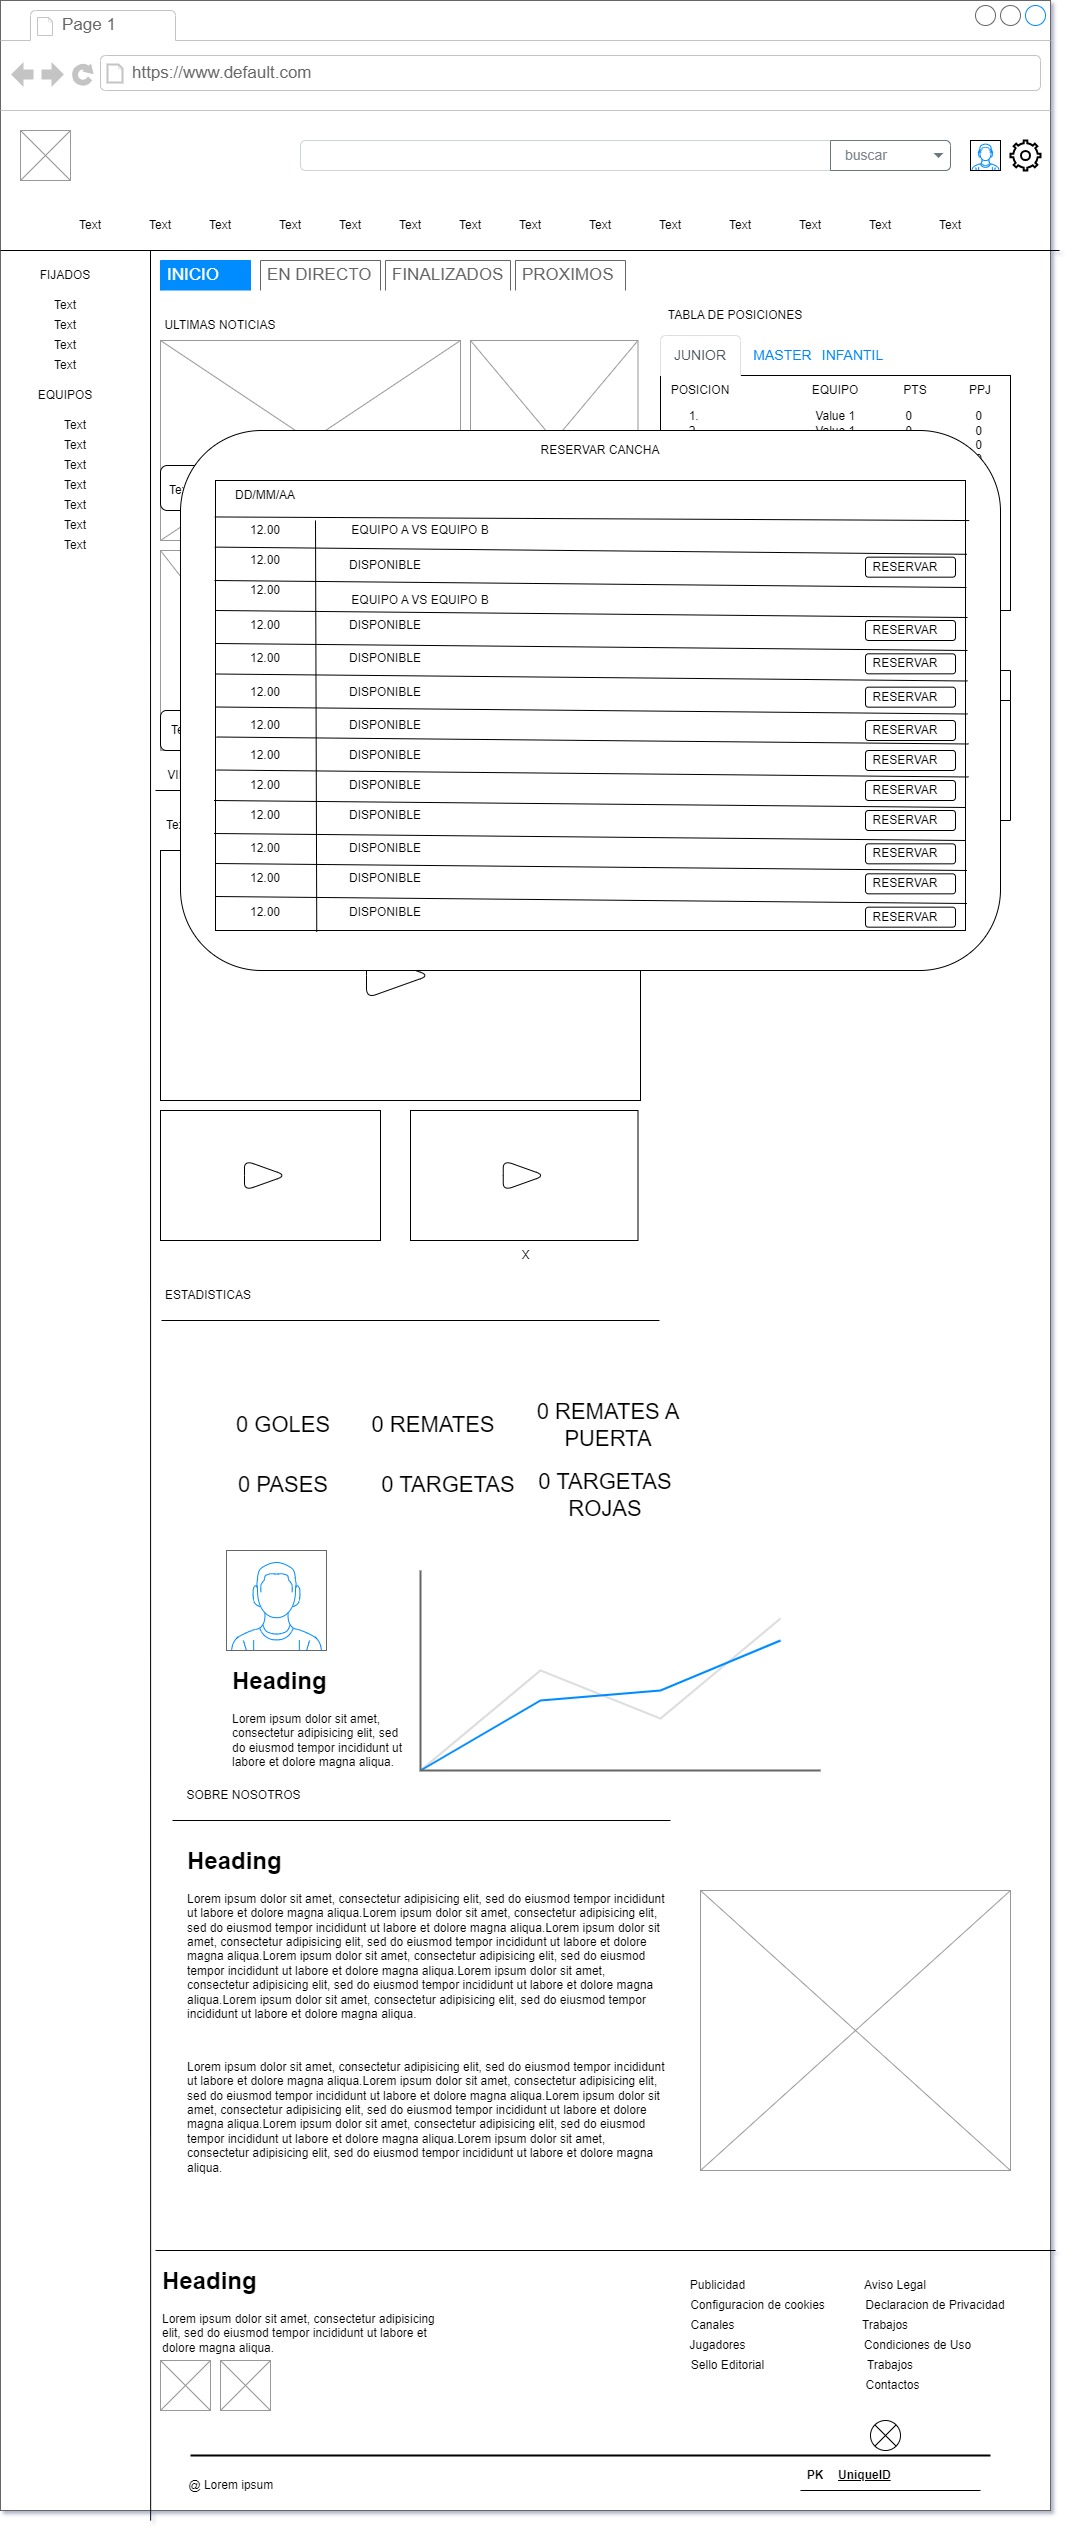 Page 1
https://www.default.com
buscar
Text Text Text Text Text Text Text Text Text Text Text Text Text Text
FIJADOS
Text
Text
Text
Text
EQUIPOS
Text
Text
Text
Text
Text
Text
Text
INICIO EN DIRECTO FINALIZADOS PROXIMOS
ULTIMAS NOTICIAS
TABLA DE POSICIONES
JUNIOR MASTER INFANTIL
POSICION EQUIPO PTS PPJ
1. Value 1 0 0
0
0
RESERVAR CANCHA
DD/MM/AA
12.00 EQUIPO A VS EQUIPO B
12.00 DISPONIBLE RESERVAR
12.00 EQUIPO A VS EQUIPO B
12.00 DISPONIBLE RESERVAR
12.00 DISPONIBLE RESERVAR
12.00 DISPONIBLE RESERVAR
12.00 DISPONIBLE RESERVAR
12.00 DISPONIBLE RESERVAR
12.00 DISPONIBLE RESERVAR
12.00 DISPONIBLE RESERVAR
12.00 DISPONIBLE RESERVAR
12.00 DISPONIBLE RESERVAR
12.00 DISPONIBLE RESERVAR
X
ESTADISTICAS
0 GOLES 0 REMATES 0 REMATES A
PUERTA
0 PASES 0 TARGETAS 0 TARGETAS
ROJAS
Heading
Lorem ipsum dolor sit amet,
consectetur adipisicing elit, sed
do eiusmod tempor incididunt ut
labore et dolore magna aliqua.
SOBRE NOSOTROS
Heading
Lorem ipsum dolor sit amet, consectetur adipisicing elit, sed do eiusmod tempor incididunt
ut labore et dolore magna aliqua.Lorem ipsum dolor sit amet, consectetur adipisicing elit,
sed do eiusmod tempor incididunt ut labore et dolore magna aliqua.Lorem ipsum dolor sit
amet, consectetur adipisicing elit, sed do eiusmod tempor incididunt ut labore et dolore
magna aliqua.Lorem ipsum dolor sit amet, consectetur adipisicing elit, sed do eiusmod
tempor incididunt ut labore et dolore magna aliqua.Lorem ipsum dolor sit amet,
consectetur adipisicing elit, sed do eiusmod tempor incididunt ut labore et dolore magna
aliqua.Lorem ipsum dolor sit amet, consectetur adipisicing elit, sed do eiusmod tempor
incididunt ut labore et dolore magna aliqua.
Lorem ipsum dolor sit amet, consectetur adipisicing elit, sed do eiusmod tempor incididunt
ut labore et dolore magna aliqua.Lorem ipsum dolor sit amet, consectetur adipisicing elit,
sed do eiusmod tempor incididunt ut labore et dolore magna aliqua.Lorem ipsum dolor sit
amet, consectetur adipisicing elit, sed do eiusmod tempor incididunt ut labore et dolore
magna aliqua.Lorem ipsum dolor sit amet, consectetur adipisicing elit, sed do eiusmod
tempor incididunt ut labore et dolore magna aliqua.Lorem ipsum dolor sit amet,
consectetur adipisicing elit, sed do eiusmod tempor incididunt ut labore et dolore magna
aliqua.
Heading
Lorem ipsum dolor sit amet, consectetur adipisicing
elit, sed do eiusmod tempor incididunt ut labore et
dolore magna aliqua.
Publicidad Aviso Legal
Configuracion de cookies Declaracion de Privacidad
Canales Trabajos
Jugadores Condiciones de Uso
Sello Editorial Trabajos
Contactos
@ Lorem ipsum
PK UniqueID